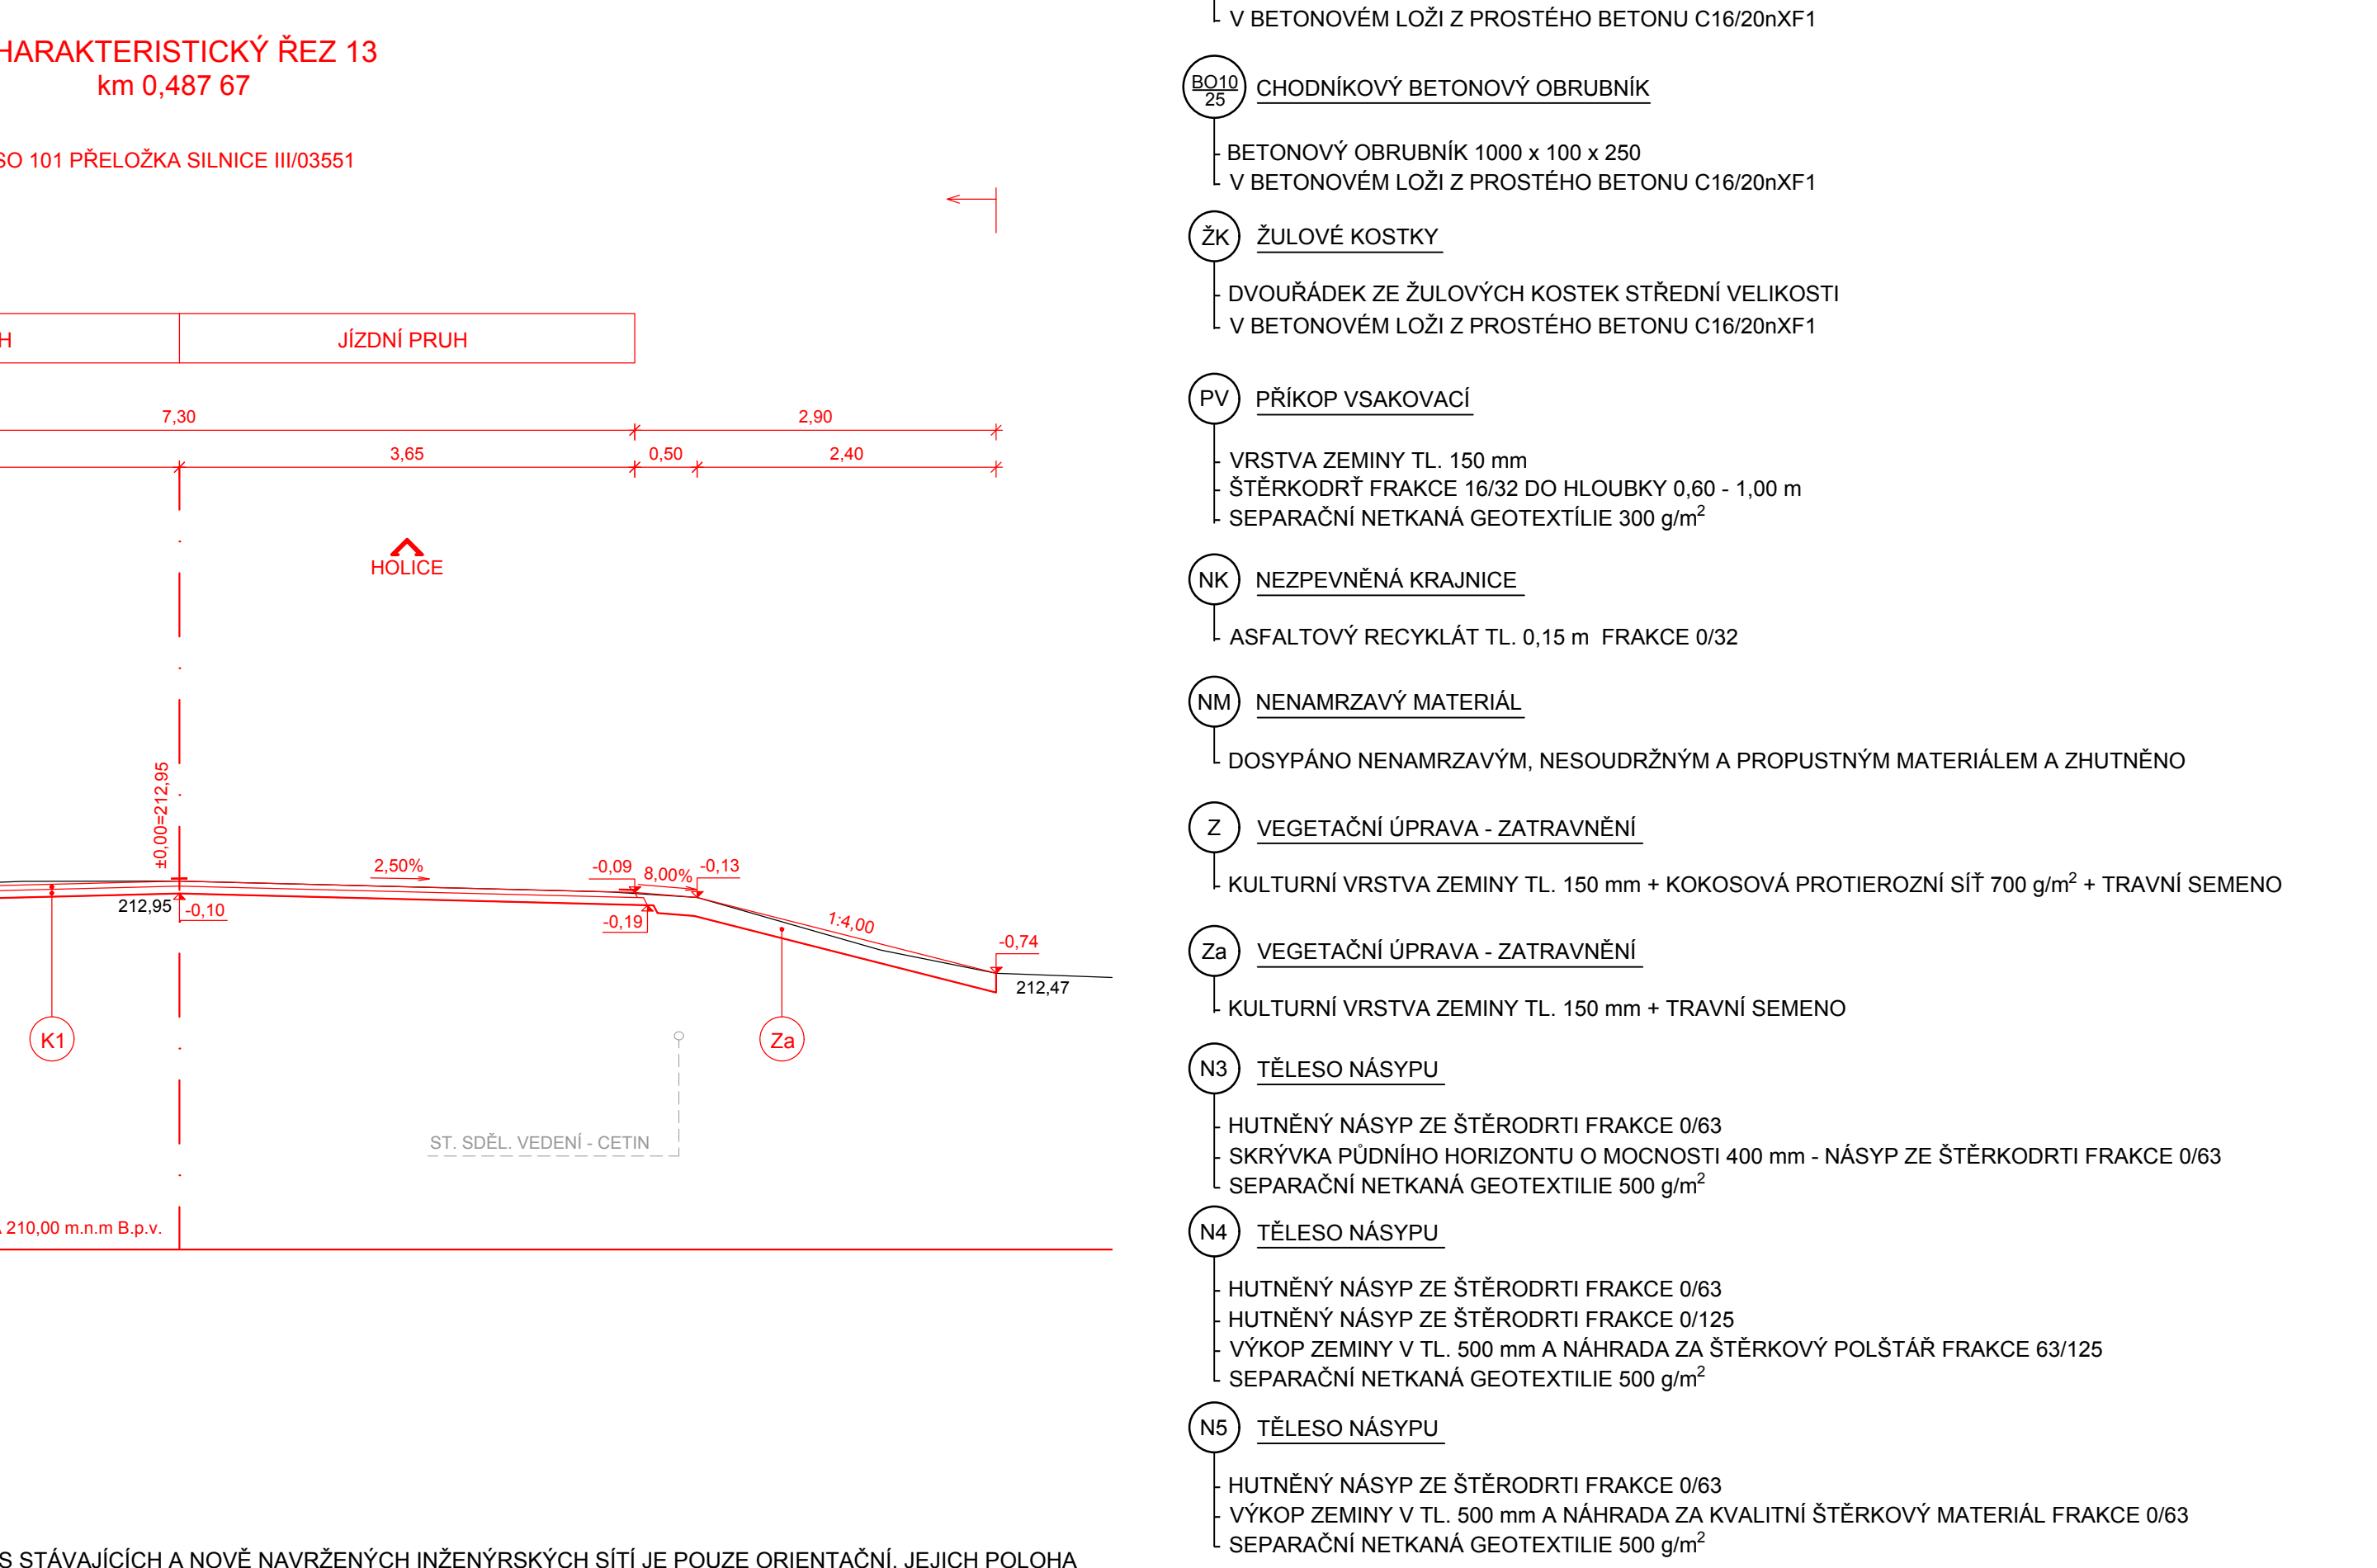 HARAKTERISTICKÝ ŘEZ 13
km 0,487 67
SO 101 PŘELOŽKA SILNICE III/03551
H
JÍZDNÍ PRUH
7,30
2,90
3,65
0,50
2,40
HOLICE
±0,00=212,95
2,50%
-0,09
8,00%
-0,13
212,95
-0,10
-0,19
1:4,00
-0,74
212,47
K1
Za
ST. SDĚL. VEDENÍ - CETIN
210,00 m.n.m B.p.v.
S STÁVAJÍCÍCH A NOVĚ NAVRŽENÝCH INŽENÝRSKÝCH SÍTÍ JE POUZE ORIENTAČNÍ. JEJICH POLOHA
V BETONOVÉM LOŽI Z PROSTÉHO BETONU C16/20nXF1
BO10
25
CHODNÍKOVÝ BETONOVÝ OBRUBNÍK
BETONOVÝ OBRUBNÍK 1000 x 100 x 250
V BETONOVÉM LOŽI Z PROSTÉHO BETONU C16/20nXF1
ŽK ŽULOVÉ KOSTKY
DVOUŘÁDEK ZE ŽULOVÝCH KOSTEK STŘEDNÍ VELIKOSTI
V BETONOVÉM LOŽI Z PROSTÉHO BETONU C16/20nXF1
PV PŘÍKOP VSAKOVACÍ
VRSTVA ZEMINY TL. 150 mm
ŠTĚRKODRŤ FRAKCE 16/32 DO HLOUBKY 0,60 - 1,00 m
SEPARAČNÍ NETKANÁ GEOTEXTÍLIE 300 g/m²
NK NEZPEVNĚNÁ KRAJNICE
ASFALTOVÝ RECYKLÁT TL. 0,15 m FRAKCE 0/32
NM NENAMRZAVÝ MATERIÁL
DOSYPÁNO NENAMRZAVÝM, NESOUDRŽNÝM A PROPUSTNÝM MATERIÁLEM A ZHUTNĚNO
Z VEGETAČNÍ ÚPRAVA - ZATRAVNĚNÍ
KULTURNÍ VRSTVA ZEMINY TL. 150 mm + KOKOSOVÁ PROTIEROZNÍ SÍŤ 700 g/m² + TRAVNÍ SEMENO
Za VEGETAČNÍ ÚPRAVA - ZATRAVNĚNÍ
KULTURNÍ VRSTVA ZEMINY TL. 150 mm + TRAVNÍ SEMENO
N3 TĚLESO NÁSYPU
HUTNĚNÝ NÁSYP ZE ŠTĚRODRTI FRAKCE 0/63
SKRÝVKA PŮDNÍHO HORIZONTU O MOCNOSTI 400 mm - NÁSYP ZE ŠTĚRKODRTI FRAKCE 0/63
SEPARAČNÍ NETKANÁ GEOTEXTILIE 500 g/m²
N4 TĚLESO NÁSYPU
HUTNĚNÝ NÁSYP ZE ŠTĚRODRTI FRAKCE 0/63
HUTNĚNÝ NÁSYP ZE ŠTĚRODRTI FRAKCE 0/125
VÝKOP ZEMINY V TL. 500 mm A NÁHRADA ZA ŠTĚRKOVÝ POLŠTÁŘ FRAKCE 63/125
SEPARAČNÍ NETKANÁ GEOTEXTILIE 500 g/m²
N5 TĚLESO NÁSYPU
HUTNĚNÝ NÁSYP ZE ŠTĚRODRTI FRAKCE 0/63
VÝKOP ZEMINY V TL. 500 mm A NÁHRADA ZA KVALITNÍ ŠTĚRKOVÝ MATERIÁL FRAKCE 0/63
SEPARAČNÍ NETKANÁ GEOTEXTILIE 500 g/m²